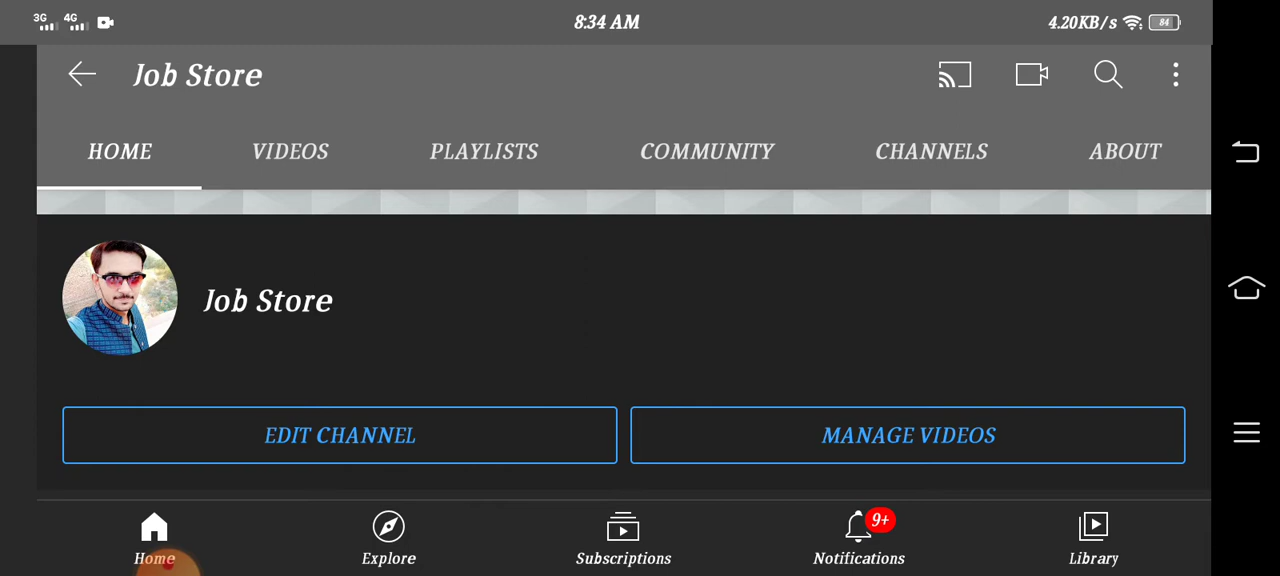 3G 4G 8:34 AM 4.20KB/s 84
Job Store
HOME VIDEOS PLAYLISTS COMMUNITY CHANNELS ABOUT
Job Store
EDIT CHANNEL MANAGE VIDEOS
9+
Home Explore Subscriptions Notifications Library